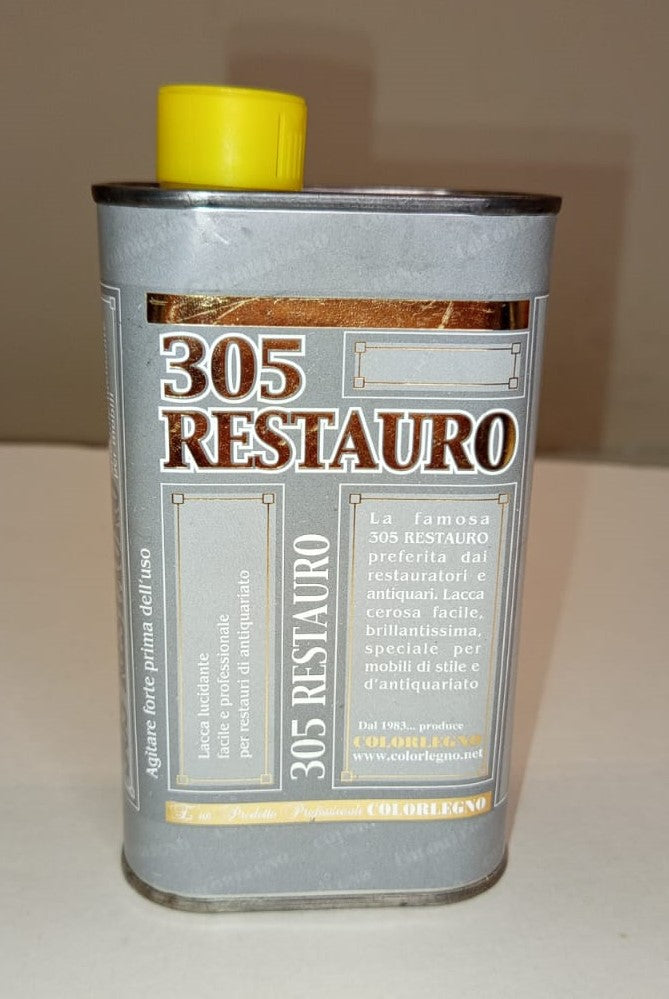 305
RESTAURO
La famosa
305 RESTAURO
preferita dai
restauratori e
antiquari. Lacca
cerosa facile,
brillantissima,
speciale per
mobili di stile e
d'antiquariato
Dal 1983... produce
COLORLEGNO
www.colorlegno.net
305 RESTAURO
Lacca lucidante
facile e professionale
per restauri di antiquariato
Agitare forte prima dell'uso
È un Prodotto Professionale COLORLEGNO